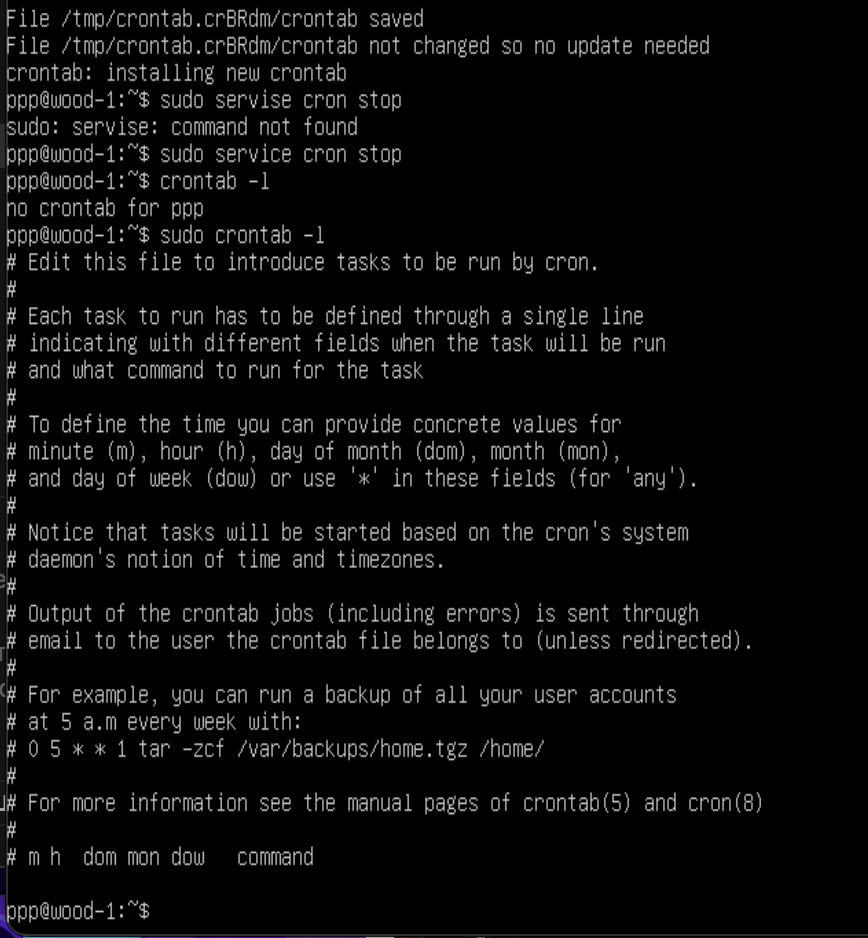 File /tmp/crontab.crBRdm/crontab saved
File /tmp/crontab.crBRdm/crontab not changed so no update needed
crontab: installing new crontab
ppp@wood-1:~$ sudo servise cron stop
sudo: servise: command not found
ppp@wood-1:~$ sudo service cron stop
ppp@wood-1:~$ crontab -l
no crontab for ppp
ppp@wood-1:~$ sudo crontab -l
# Edit this file to introduce tasks to be run by cron.
#
# Each task to run has to be defined through a single line
# indicating with different fields when the task will be run
# and what command to run for the task
#
# To define the time you can provide concrete values for
# minute (m), hour (h), day of month (dom), month (mon),
# and day of week (dow) or use '*' in these fields (for 'any').
#
# Notice that tasks will be started based on the cron's system
# daemon's notion of time and timezones.
#
# Output of the crontab jobs (including errors) is sent through
# email to the user the crontab file belongs to (unless redirected).
#
# For example, you can run a backup of all your user accounts
# at 5 a.m every week with:
# 0 5 * * 1 tar -zcf /var/backups/home.tgz /home/
#
# For more information see the manual pages of crontab(5) and cron(8)
#
# m h  dom mon dow   command
ppp@wood-1:~$